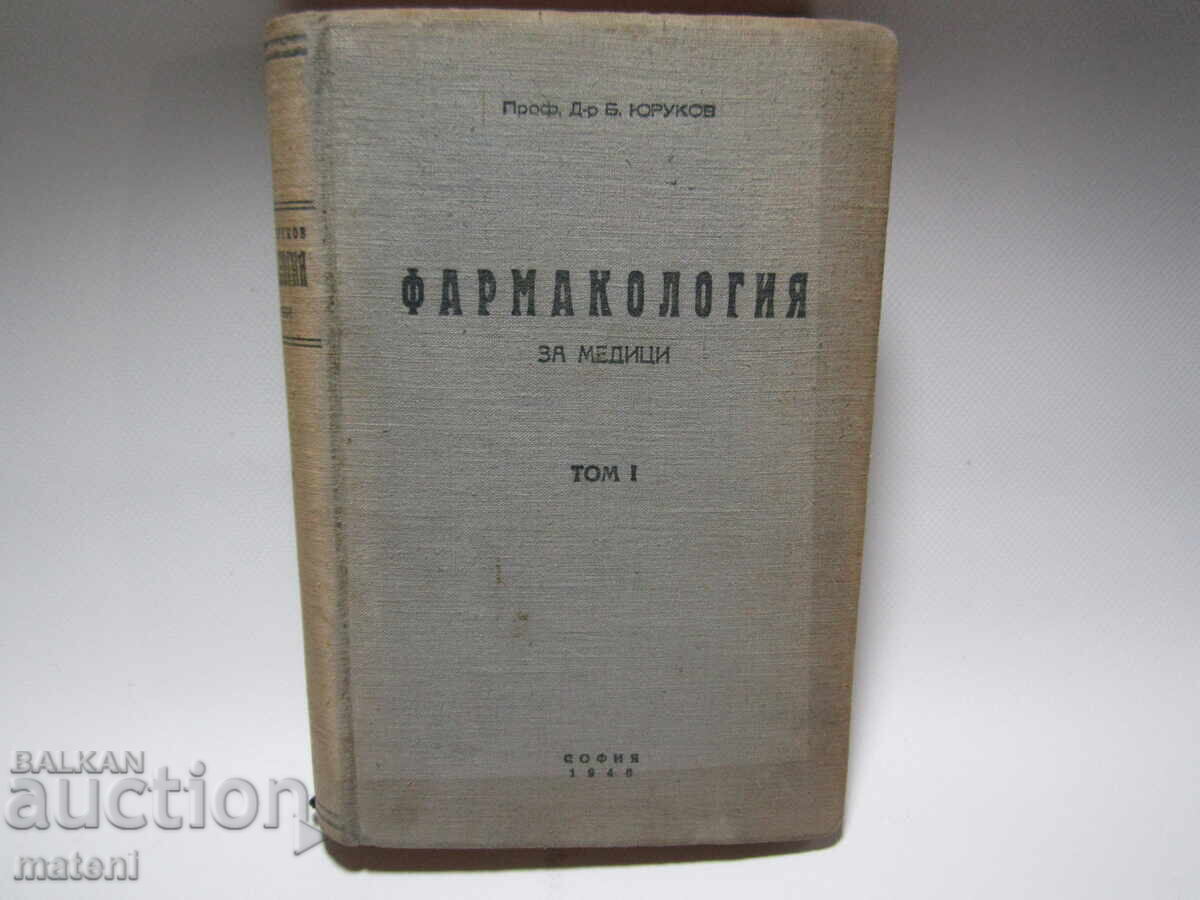 Проф. Д-р Б. ЮРУКОВ
ФАРМАКОЛОГИЯ
ЗА МЕДИЦИ
ТОМ I
СОФИЯ
BALKAN
auction
mateni